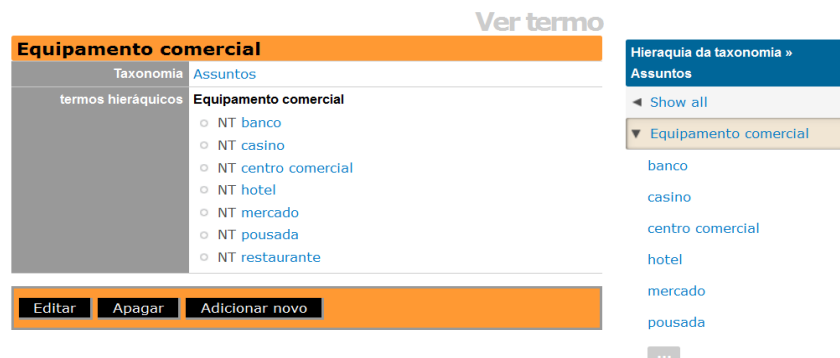 Ver termo
Equipamento comercial
Taxonomia Assuntos
termos hieráquicos Equipamento comercial
NT banco
NT casino
NT centro comercial
NT hotel
NT mercado
NT pousada
NT restaurante
Editar Apagar Adicionar novo
Hieraquia da taxonomia »
Assuntos
◄ Show all
▼ Equipamento comercial
banco
casino
centro comercial
hotel
mercado
pousada
...